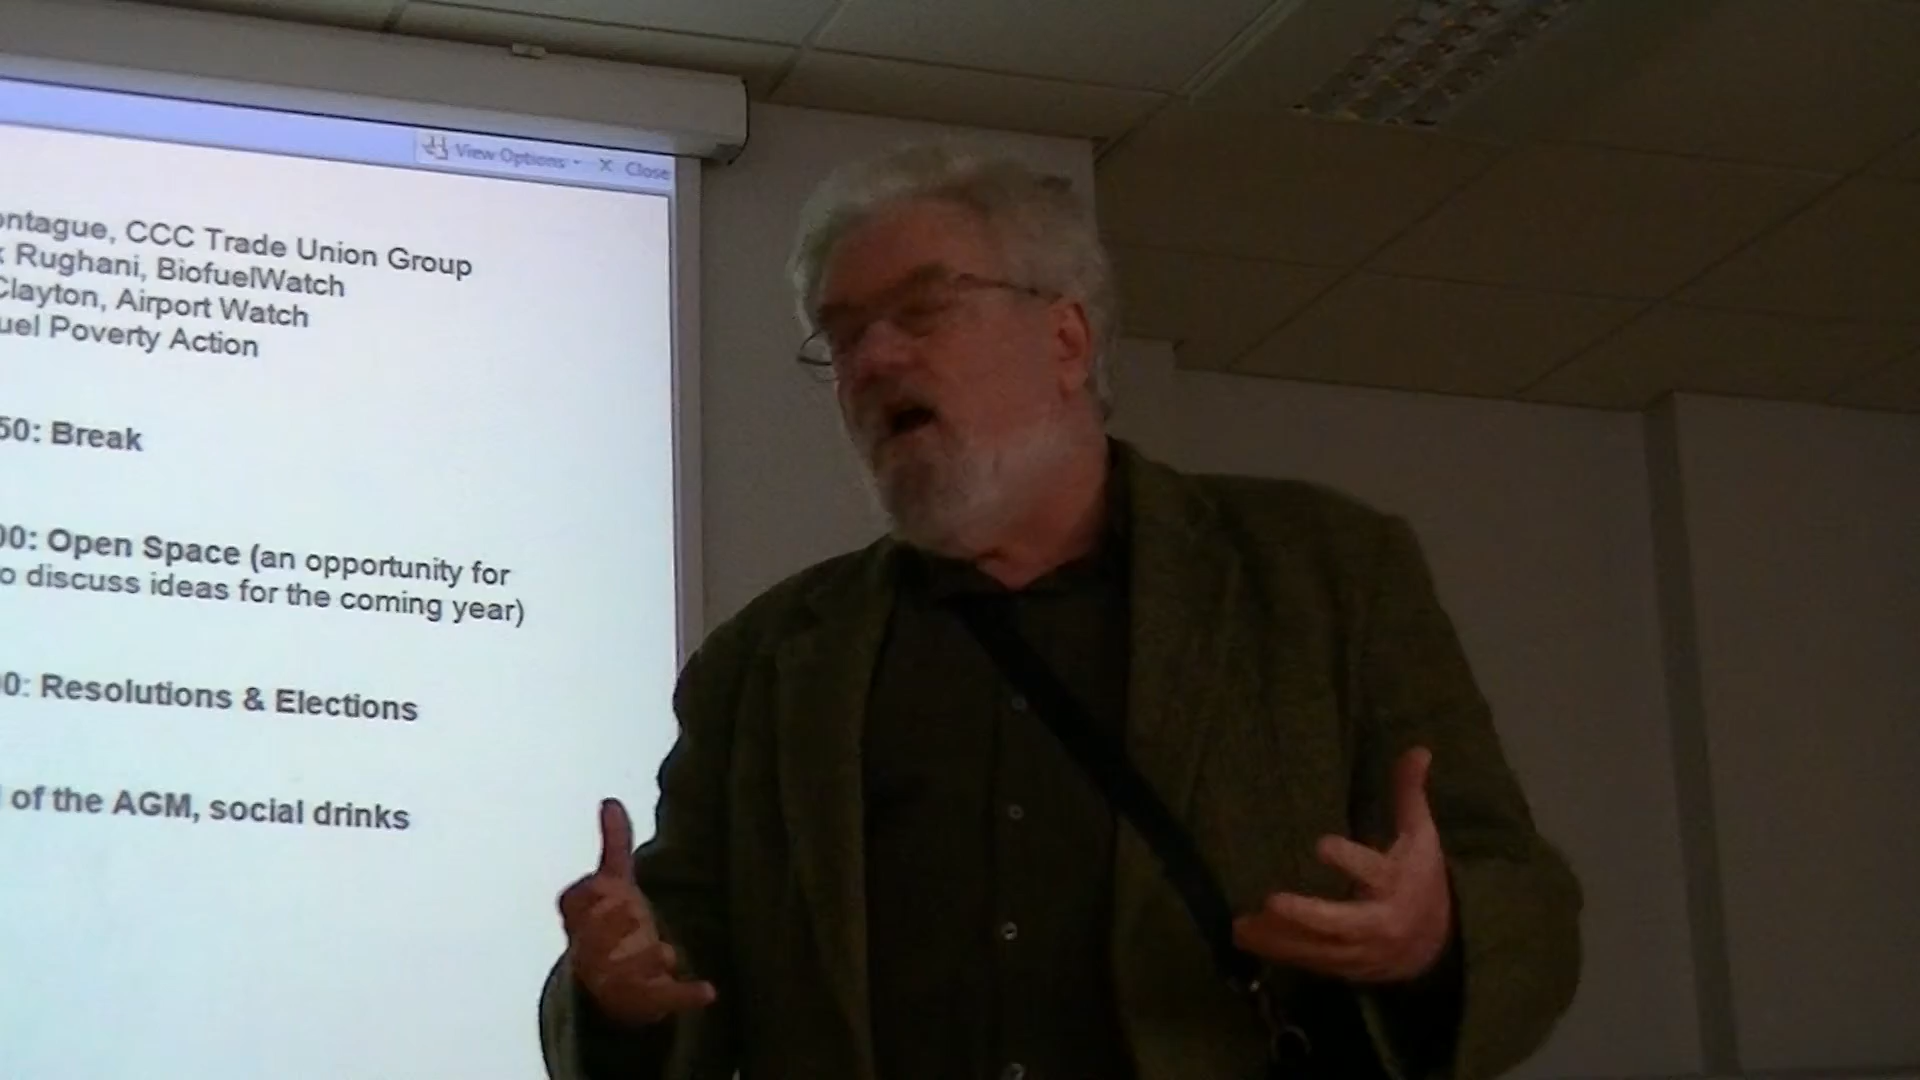 View Options Close
ontague, CCC Trade Union Group
Rughani, BiofuelWatch
Clayton, Airport Watch
uel Poverty Action
50: Break
00: Open Space (an opportunity for
o discuss ideas for the coming year)
0: Resolutions & Elections
of the AGM, social drinks